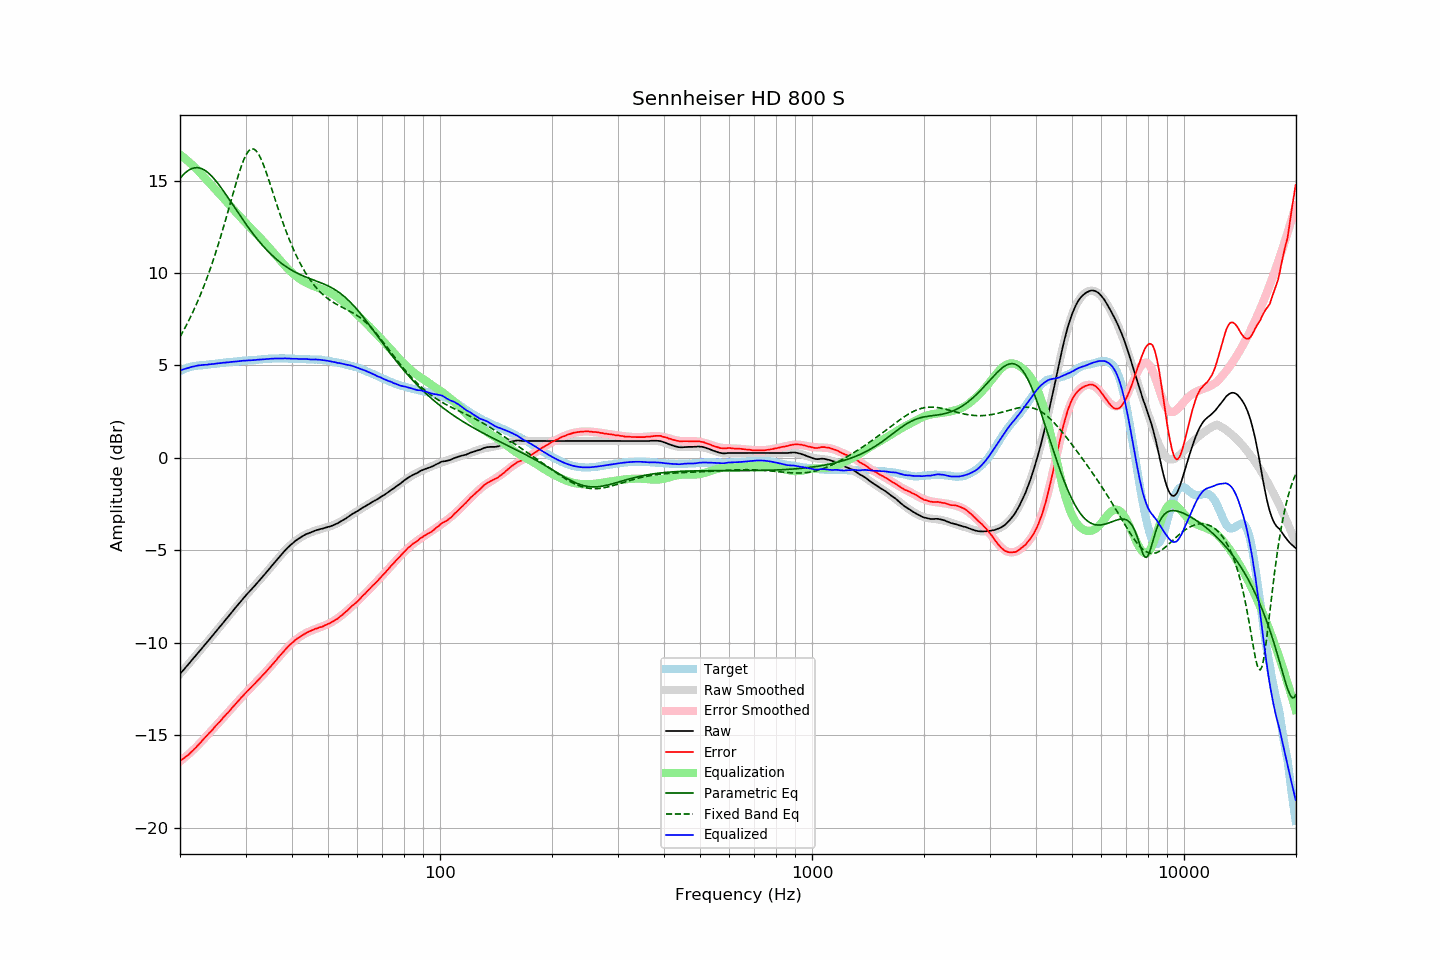 Sennheiser HD 800 S
Amplitude (dBr)
15
10
5
0
−5
−10
−15
−20
Target
Raw Smoothed
Error Smoothed
Raw
Error
Equalization
Parametric Eq
Fixed Band Eq
Equalized
100
1000
10000
Frequency (Hz)